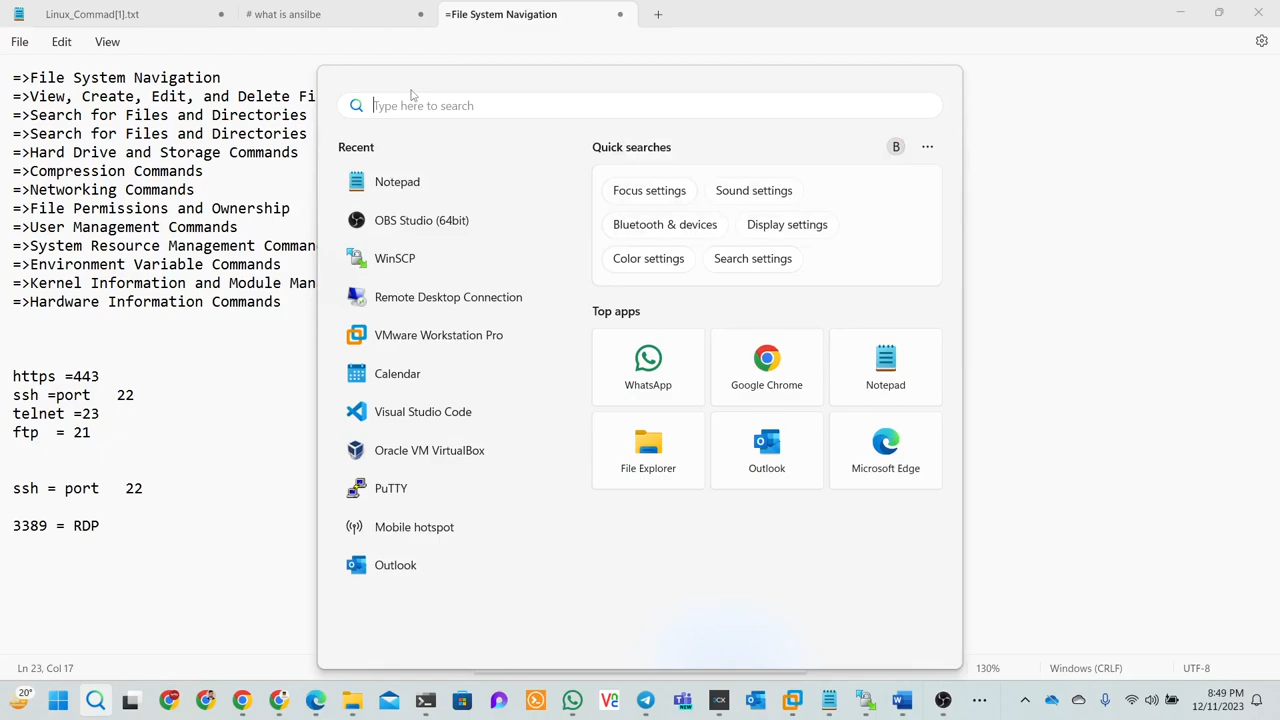 Linux_Commad[1].txt
# what is ansilbe
=File System Navigation
File
Edit
View
=>File System Navigation
=>View, Create, Edit, and Delete Fi
=>Search for Files and Directories
=>Search for Files and Directories
=>Hard Drive and Storage Commands
=>Compression Commands
=>Networking Commands
=>File Permissions and Ownership
=>User Management Commands
=>System Resource Management Comman
=>Environment Variable Commands
=>Kernel Information and Module Man
=>Hardware Information Commands
https =443
ssh =port   22
telnet =23
ftp  = 21
ssh = port   22
3389 = RDP
Type here to search
Recent
Notepad
OBS Studio (64bit)
WinSCP
Remote Desktop Connection
VMware Workstation Pro
Calendar
Visual Studio Code
Oracle VM VirtualBox
PuTTY
Mobile hotspot
Outlook
Quick searches
B
Focus settings
Sound settings
Bluetooth & devices
Display settings
Color settings
Search settings
Top apps
WhatsApp
Google Chrome
Notepad
File Explorer
Outlook
Microsoft Edge
Ln 23, Col 17
130%
Windows (CRLF)
UTF-8
20°
8:49 PM
12/11/2023